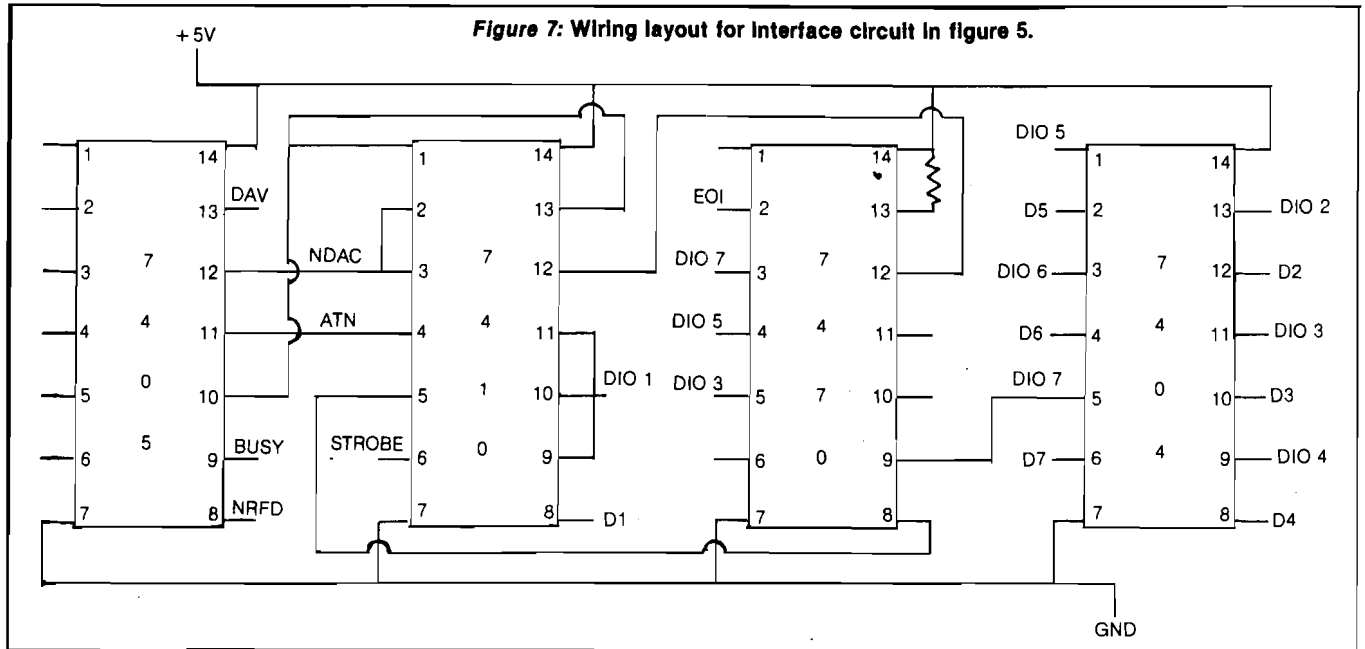 Figure 7: Wiring layout for interface circuit in figure 5.
+5V
1 14
2 DAV 13
3 7 12
4 4 11
5 0 10
6 5 9 BUSY
7 8 NRFD
NDAC
ATN
STROBE
1 14
2 13
3 7 12
4 4 11
5 1 10 DIO 1
6 0 9
7 8 D1
1 14
EOI 2 13
DIO 7 3 7 12
DIO 5 4 4 11
DIO 3 5 7 10
6 0 9
7 8
DIO 5 1 14
D5 2 13 DIO 2
DIO 6 3 7 12 D2
D6 4 4 11 DIO 3
DIO 7 5 0 10 D3
D7 6 4 9 DIO 4
7 8 D4
GND